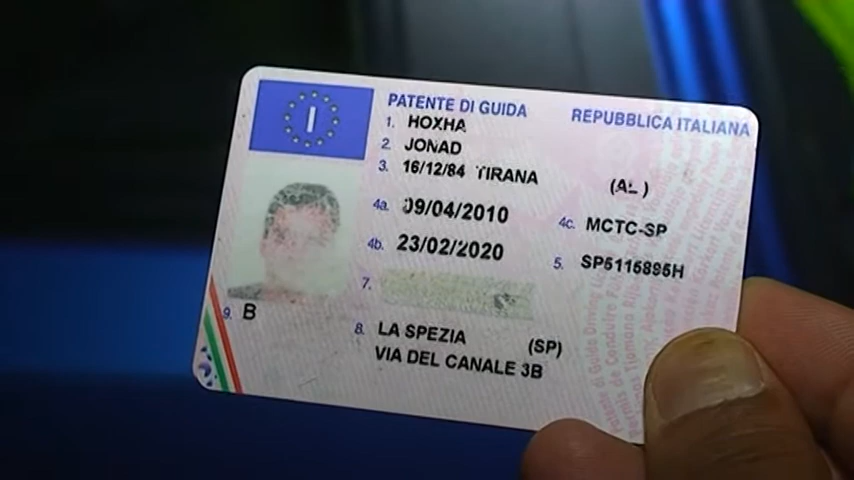 I
PATENTE DI GUIDA REPUBBLICA ITALIANA
1. HOXHA
2. JONAD
3. 16/12/84 TIRANA (AL)
4a. 09/04/2010 4c. MCTC-SP
4b. 23/02/2020 5. SP5115895H
7.
9. B
8. LA SPEZIA (SP)
VIA DEL CANALE 3B